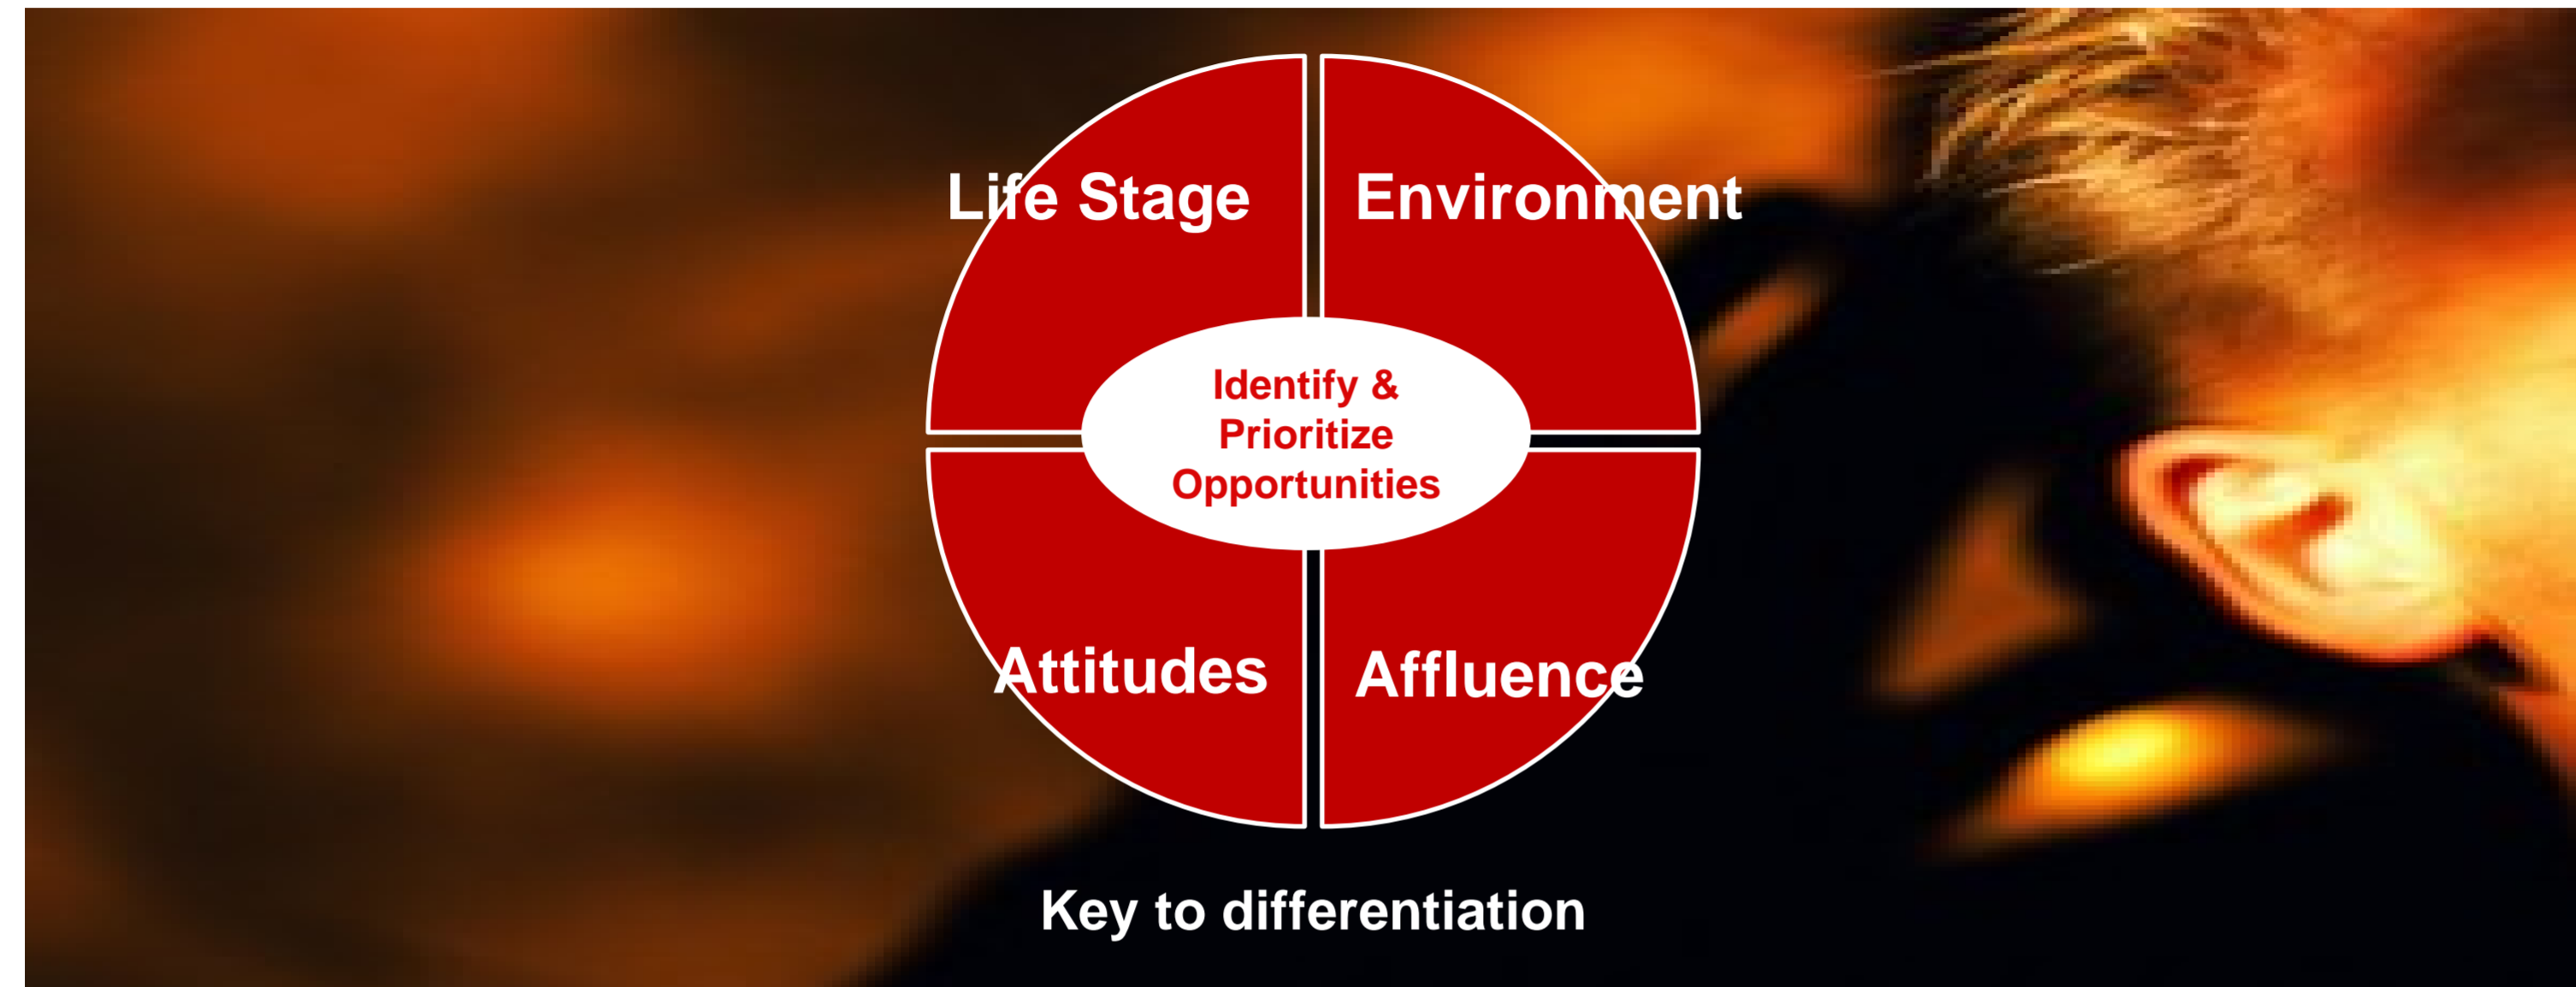 Life Stage
Environment
Identify &
Prioritize
Opportunities
Attitudes
Affluence
Key to differentiation